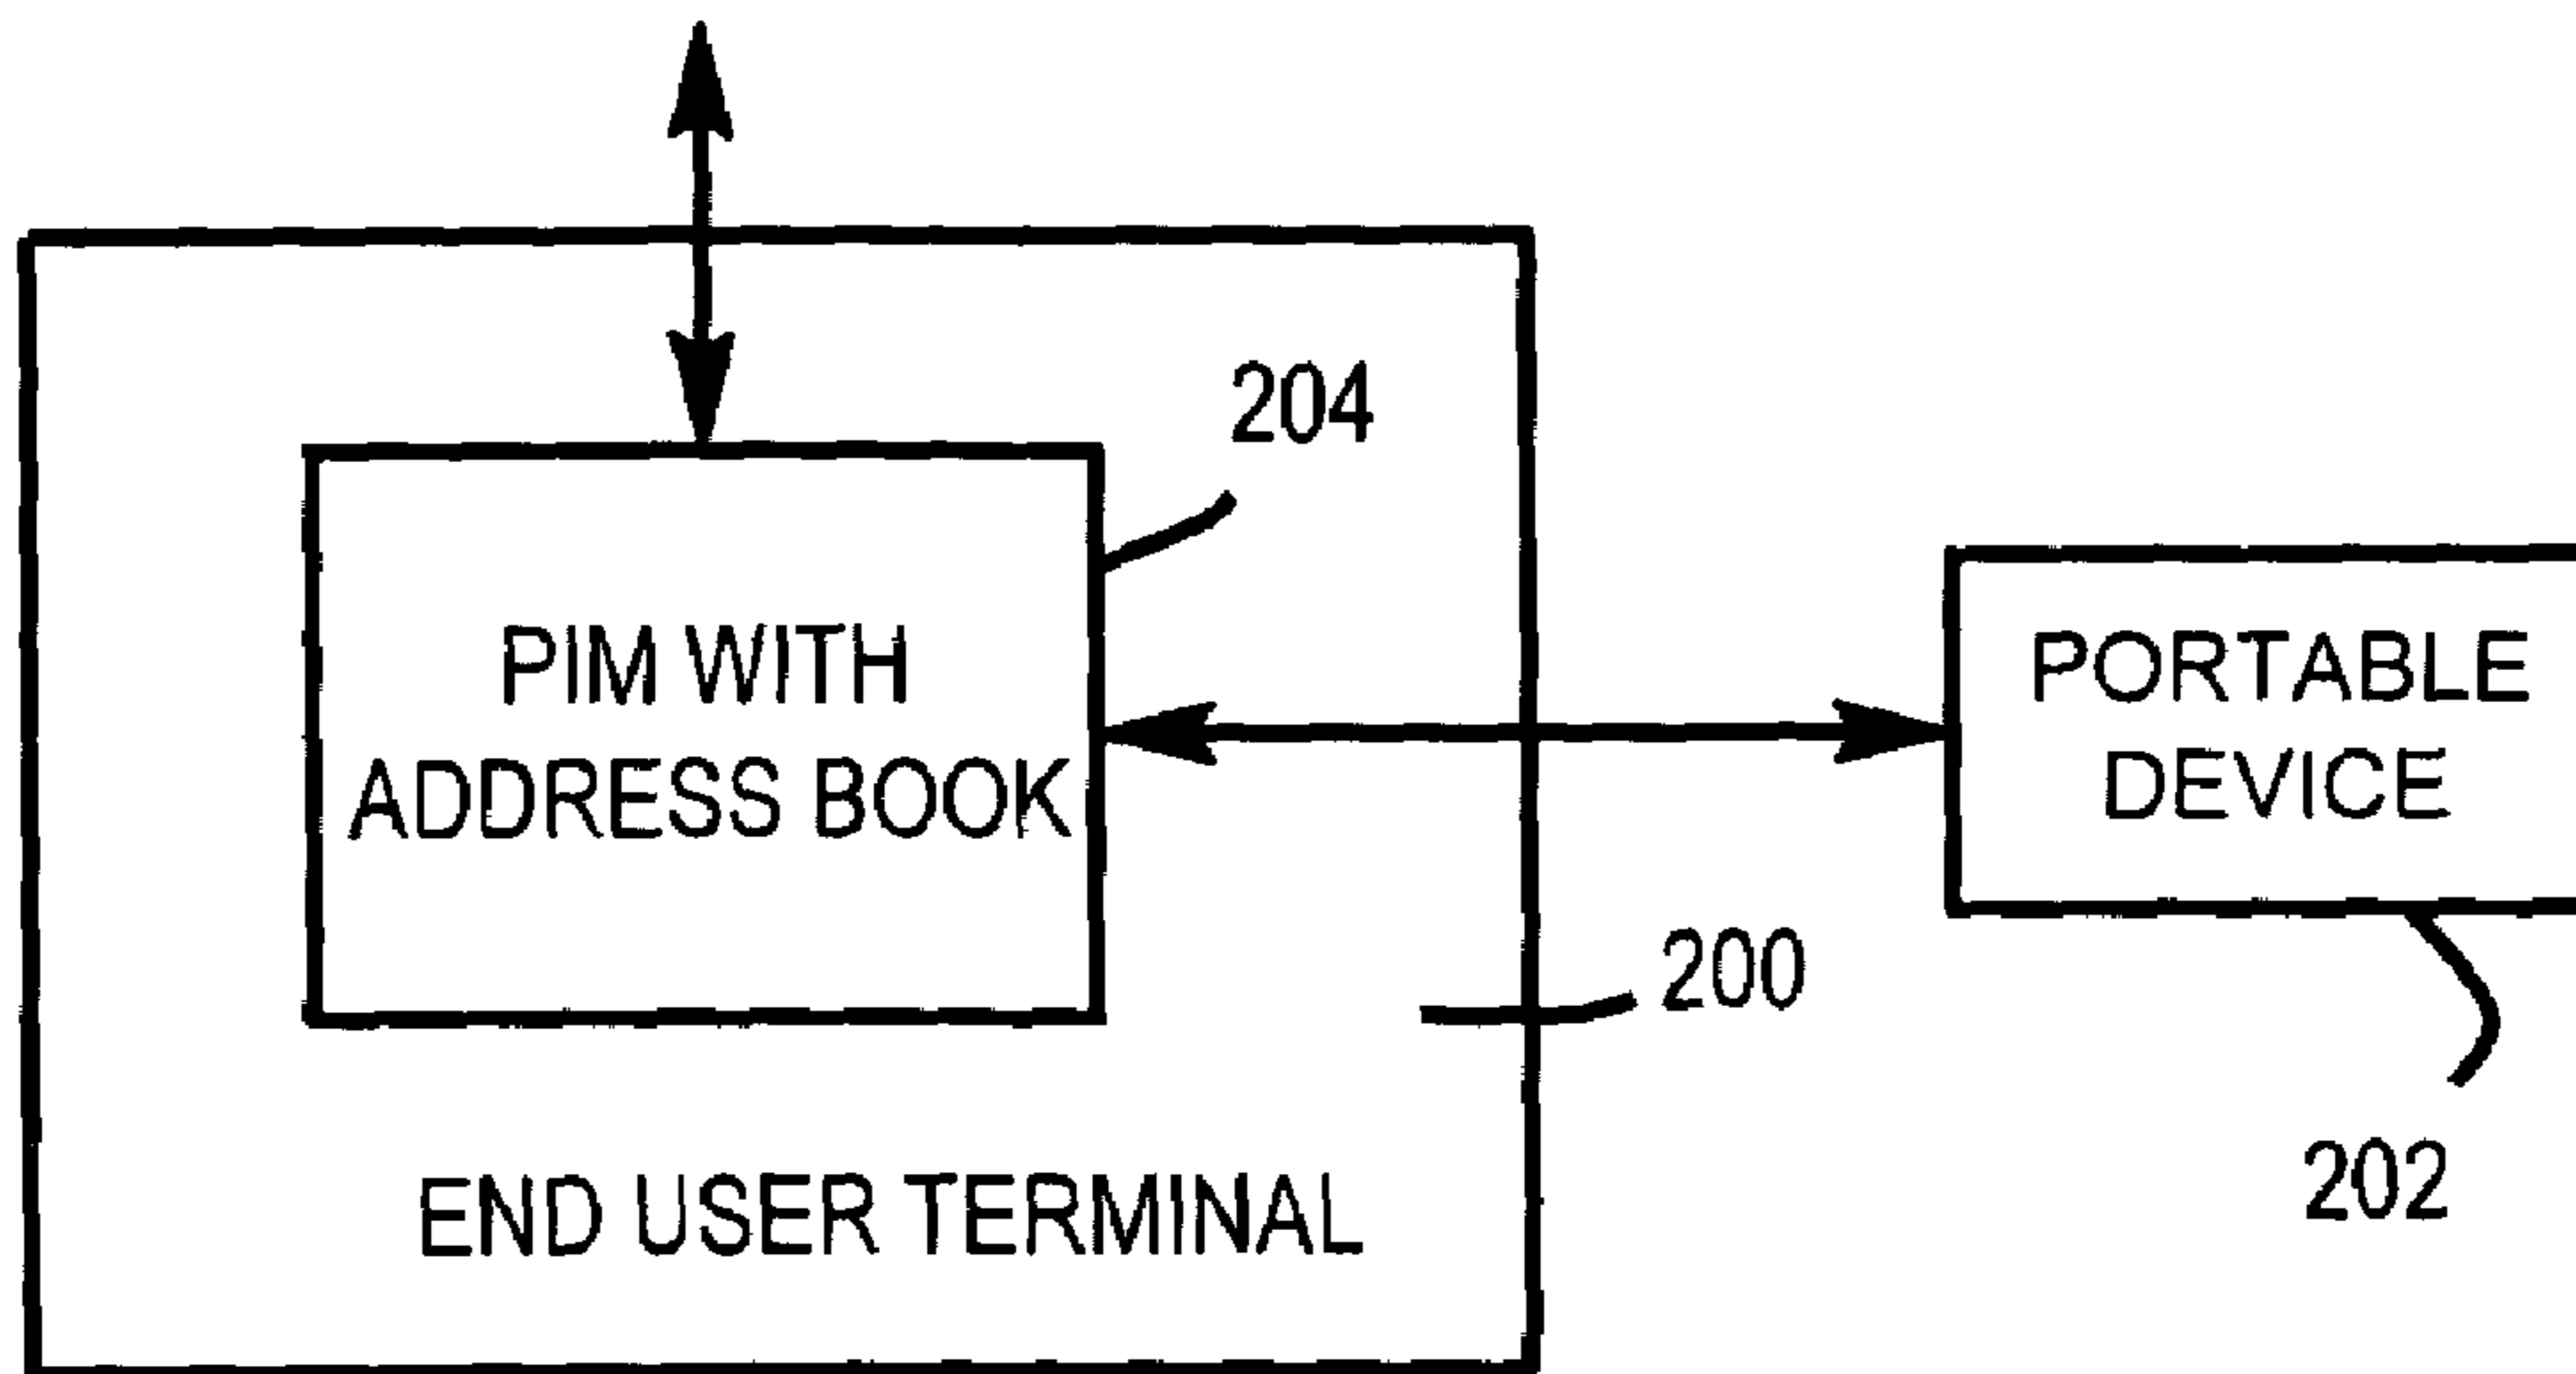 204
PIM WITH
ADDRESS BOOK
PORTABLE
DEVICE
200
END USER TERMINAL
202